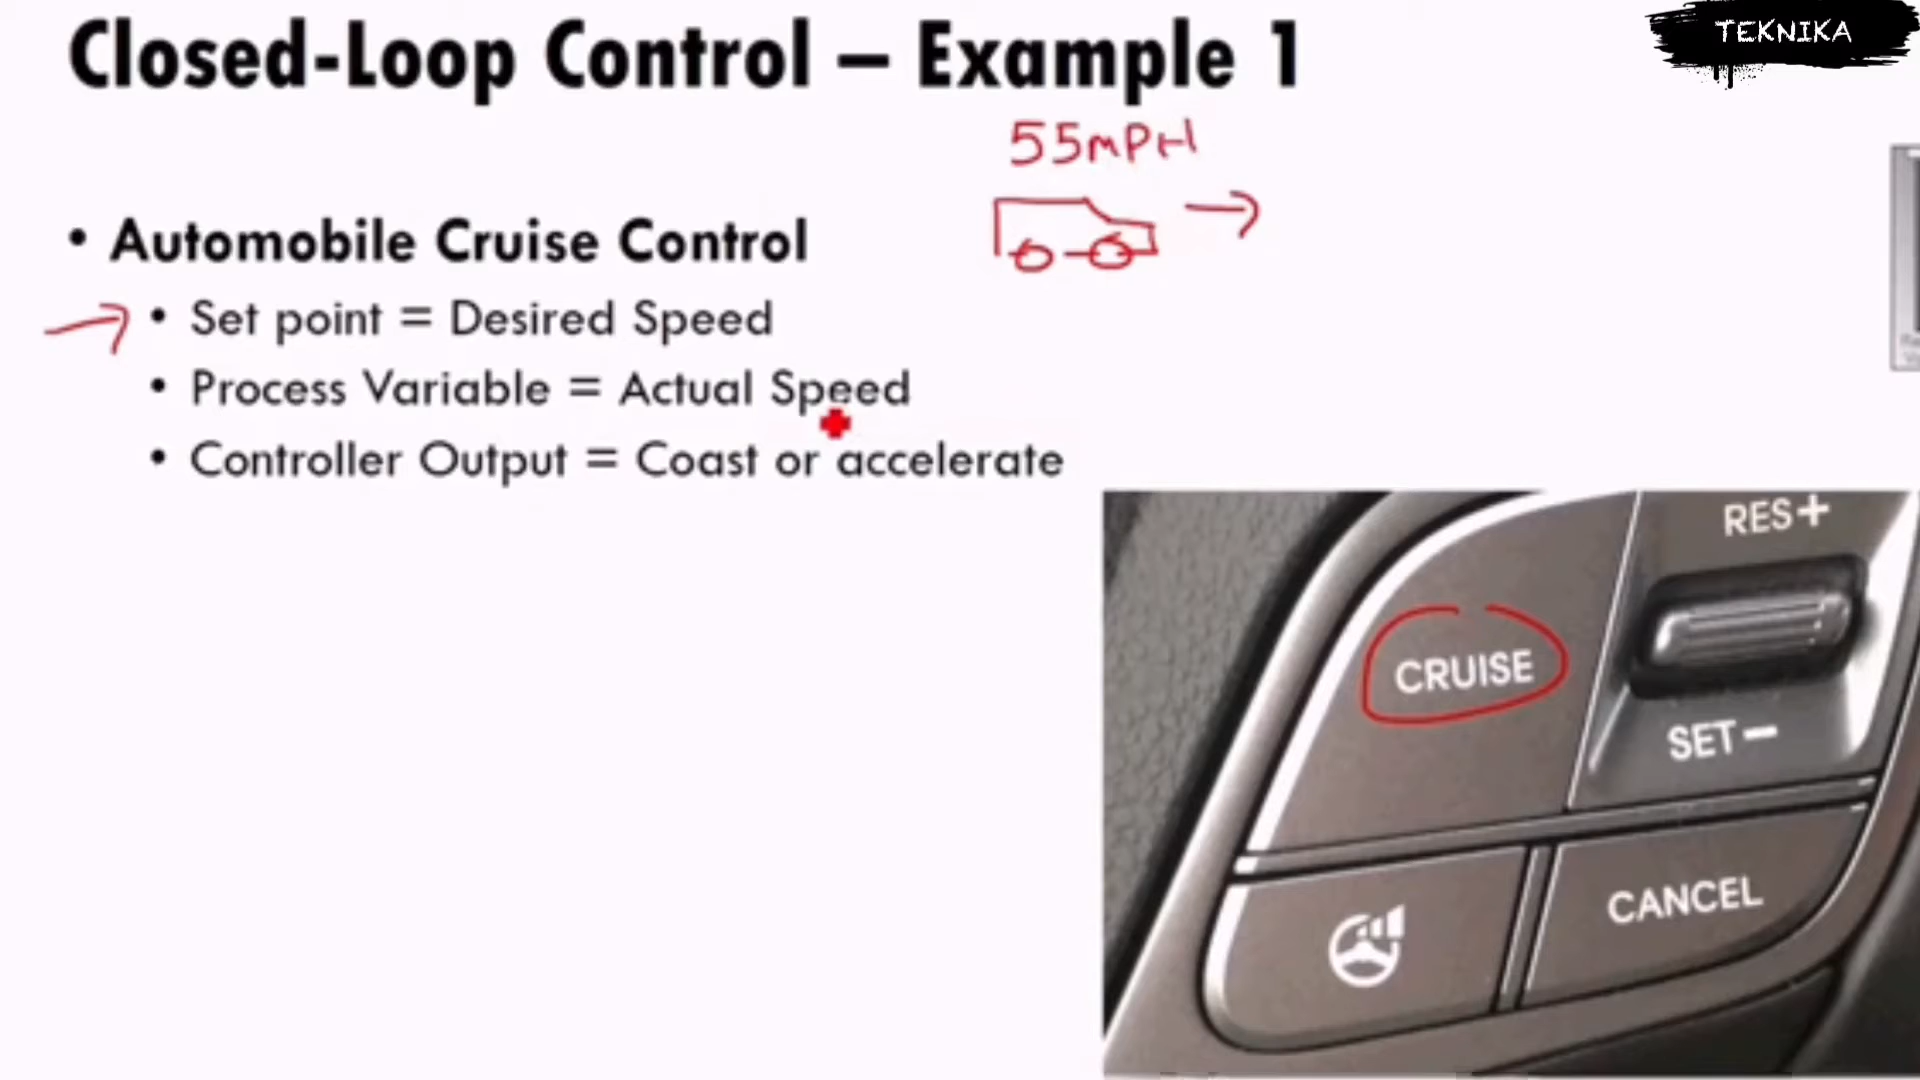 Closed-Loop Control – Example 1
TEKNIKA
55mPH
• Automobile Cruise Control
• Set point = Desired Speed
• Process Variable = Actual Speed
• Controller Output = Coast or accelerate
RES+
CRUISE
SET-
CANCEL